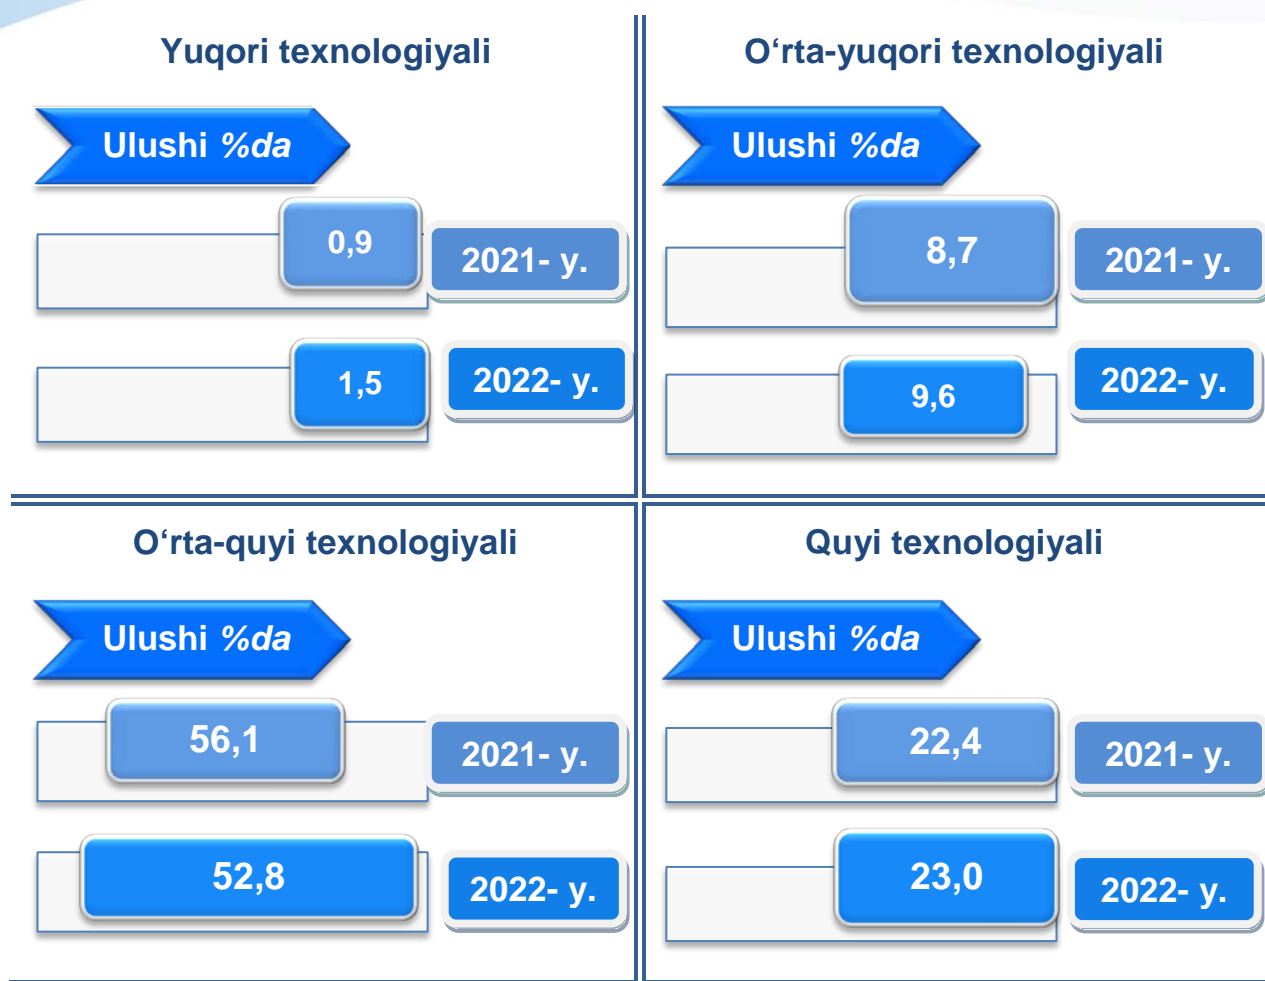 Yuqori texnologiyali
Ulushi %da
0,9
2021- y.
1,5
2022- y.
O‘rta-yuqori texnologiyali
Ulushi %da
8,7
2021- y.
9,6
2022- y.
O‘rta-quyi texnologiyali
Ulushi %da
56,1
2021- y.
52,8
2022- y.
Quyi texnologiyali
Ulushi %da
22,4
2021- y.
23,0
2022- y.